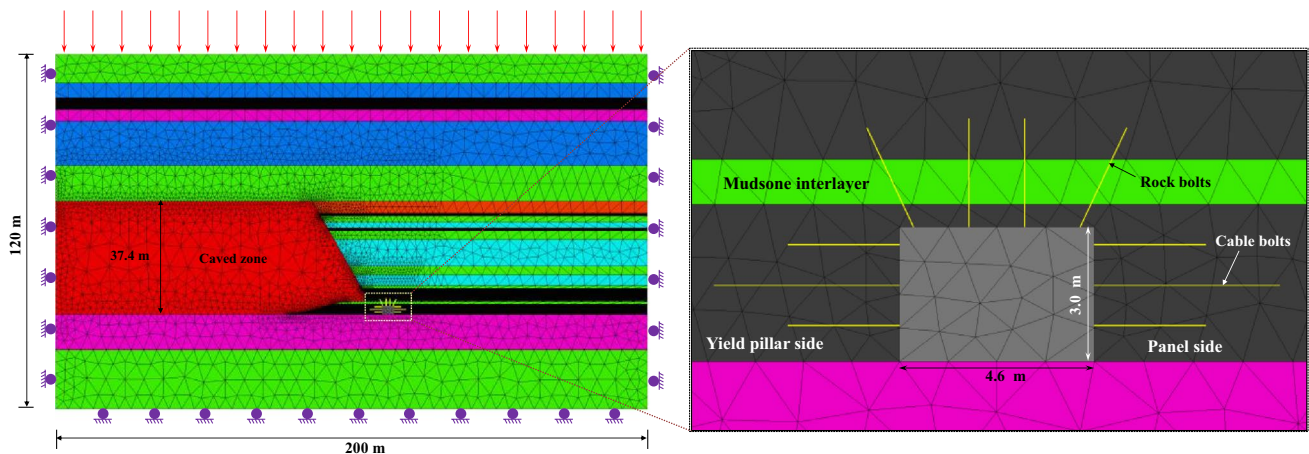 120 m
37.4 m
Caved zone
200 m
Mudsone interlayer
Rock bolts
Cable bolts
3.0 m
Yield pillar side
Panel side
4.6 m